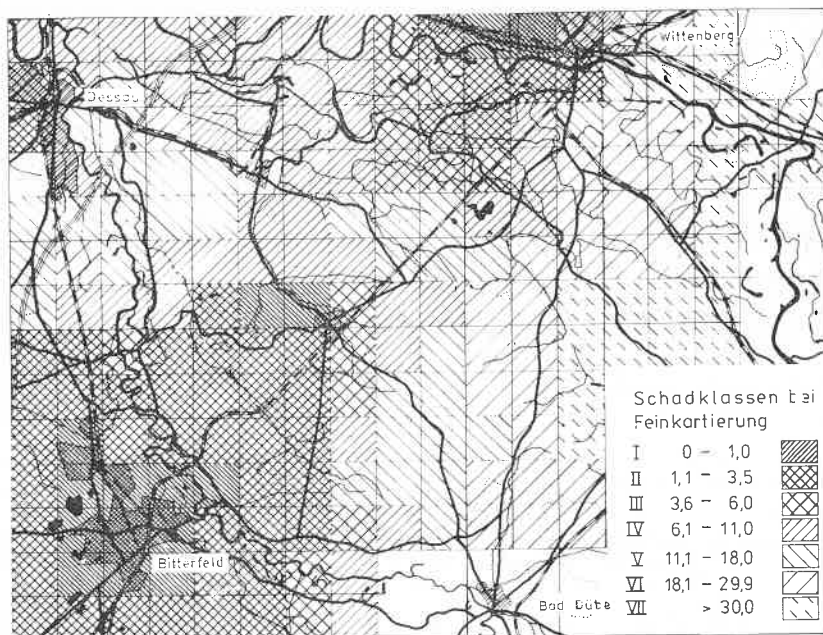 Wittenberg
Dessau
Bitterfeld
Bad Dübe
Schadklassen bei
Feinkartierung
I 0 - 1,0
II 1,1 - 3,5
III 3,6 - 6,0
IV 6,1 - 11,0
V 11,1 - 18,0
VI 18,1 - 29,9
VII > 30,0